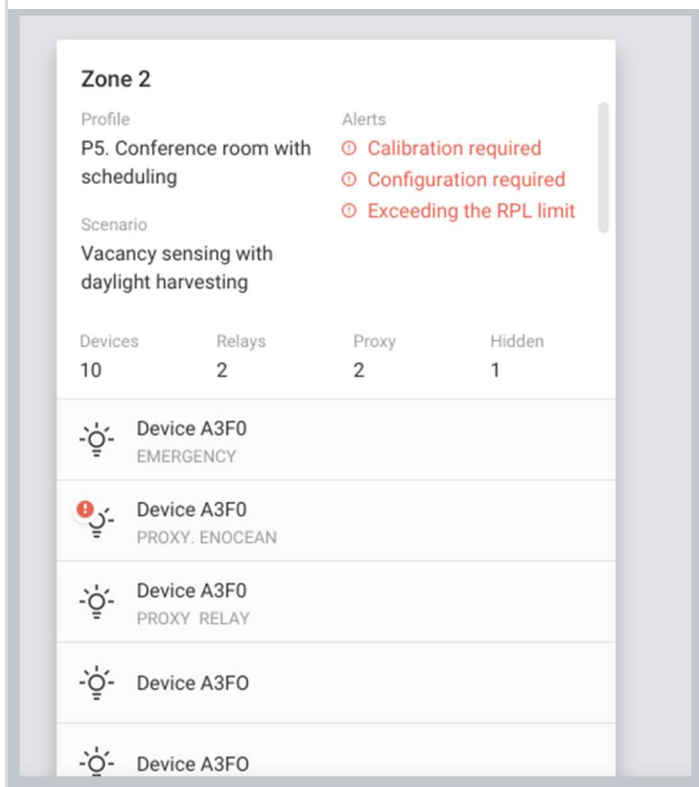 Zone 2
Profile
P5. Conference room with
scheduling
Alerts
Calibration required
Configuration required
Exceeding the RPL limit
Scenario
Vacancy sensing with
daylight harvesting
Devices Relays Proxy Hidden
10 2 2 1
Device A3F0
EMERGENCY
Device A3F0
PROXY. ENOCEAN
Device A3F0
PROXY RELAY
Device A3FO
Device A3FO